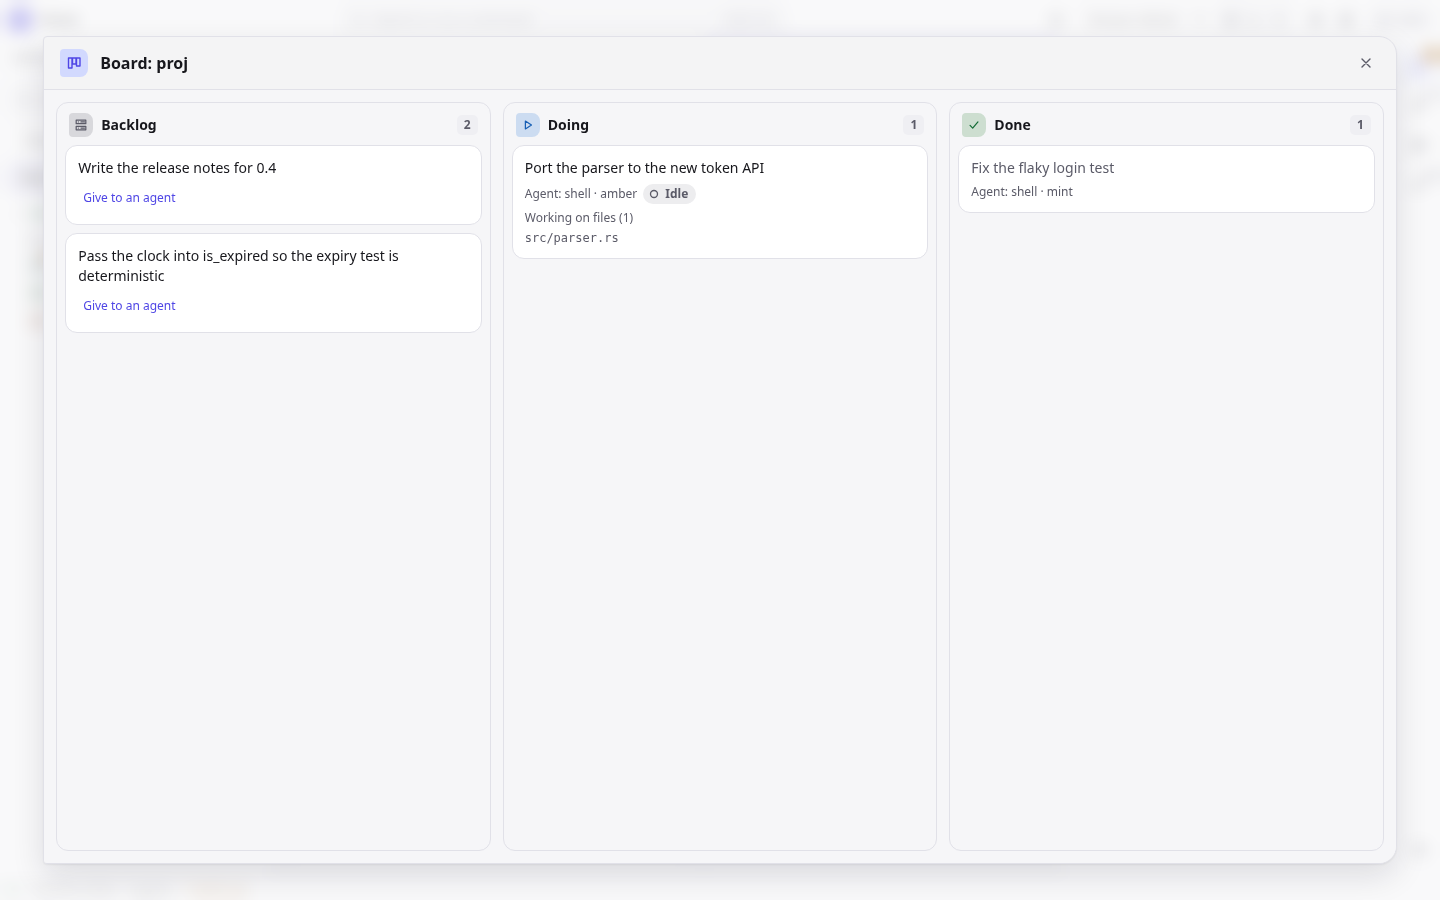 Board: proj
Backlog
2
Write the release notes for 0.4
Give to an agent
Pass the clock into is_expired so the expiry test is
deterministic
Give to an agent
Doing
1
Port the parser to the new token API
Agent: shell · amber
Idle
Working on files (1)
src/parser.rs
Done
1
Fix the flaky login test
Agent: shell · mint